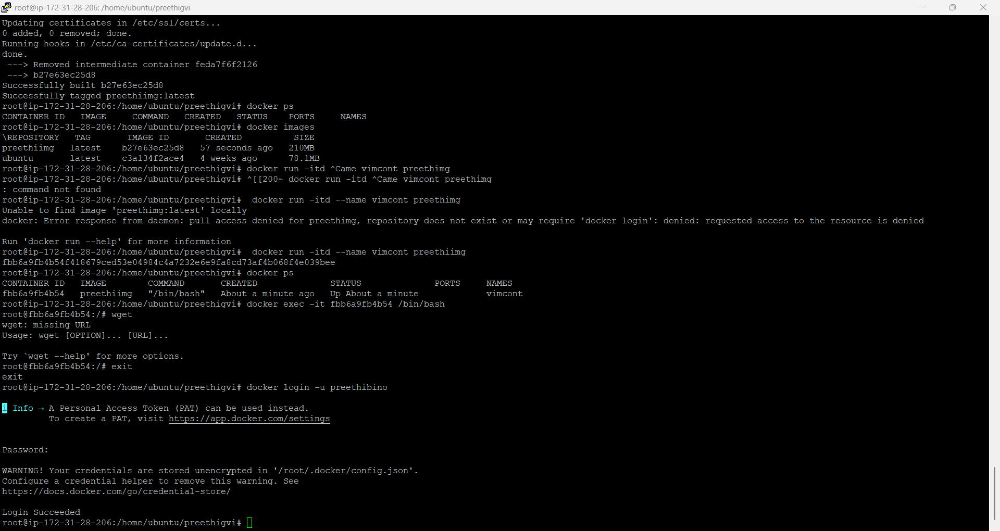 root@ip-172-31-28-206: /home/ubuntu/preethigvi
Updating certificates in /etc/ssl/certs...
0 added, 0 removed; done.
Running hooks in /etc/ca-certificates/update.d...
done.
 ---> Removed intermediate container feda7f6f2126
 ---> b27e63ec25d8
Successfully built b27e63ec25d8
Successfully tagged preethiimg:latest
root@ip-172-31-28-206:/home/ubuntu/preethigvi# docker ps
CONTAINER ID   IMAGE     COMMAND   CREATED   STATUS    PORTS     NAMES
root@ip-172-31-28-206:/home/ubuntu/preethigvi# docker images
\REPOSITORY   TAG       IMAGE ID       CREATED          SIZE
preethiimg   latest    b27e63ec25d8   57 seconds ago   210MB
ubuntu       latest    c3a134f2ace4   4 weeks ago      78.1MB
root@ip-172-31-28-206:/home/ubuntu/preethigvi# docker run -itd ^Came vimcont preethimg
root@ip-172-31-28-206:/home/ubuntu/preethigvi# ^[[200~ docker run -itd ^Came vimcont preethimg
: command not found
root@ip-172-31-28-206:/home/ubuntu/preethigvi#  docker run -itd --name vimcont preethimg
Unable to find image 'preethimg:latest' locally
docker: Error response from daemon: pull access denied for preethimg, repository does not exist or may require 'docker login': denied: requested access to the resource is denied
Run 'docker run --help' for more information
root@ip-172-31-28-206:/home/ubuntu/preethigvi#  docker run -itd --name vimcont preethiimg
fbb6a9fb4b54f418679ced53e04984c4a7232e6e9fa8cd73af4b068f4e039bee
root@ip-172-31-28-206:/home/ubuntu/preethigvi# docker ps
CONTAINER ID   IMAGE        COMMAND       CREATED              STATUS              PORTS     NAMES
fbb6a9fb4b54   preethiimg   "/bin/bash"   About a minute ago   Up About a minute             vimcont
root@ip-172-31-28-206:/home/ubuntu/preethigvi# docker exec -it fbb6a9fb4b54 /bin/bash
root@fbb6a9fb4b54:/# wget
wget: missing URL
Usage: wget [OPTION]... [URL]...
Try `wget --help' for more options.
root@fbb6a9fb4b54:/# exit
exit
root@ip-172-31-28-206:/home/ubuntu/preethigvi# docker login -u preethibino
i Info → A Personal Access Token (PAT) can be used instead.
         To create a PAT, visit https://app.docker.com/settings
Password:
WARNING! Your credentials are stored unencrypted in '/root/.docker/config.json'.
Configure a credential helper to remove this warning. See
https://docs.docker.com/go/credential-store/
Login Succeeded
root@ip-172-31-28-206:/home/ubuntu/preethigvi#